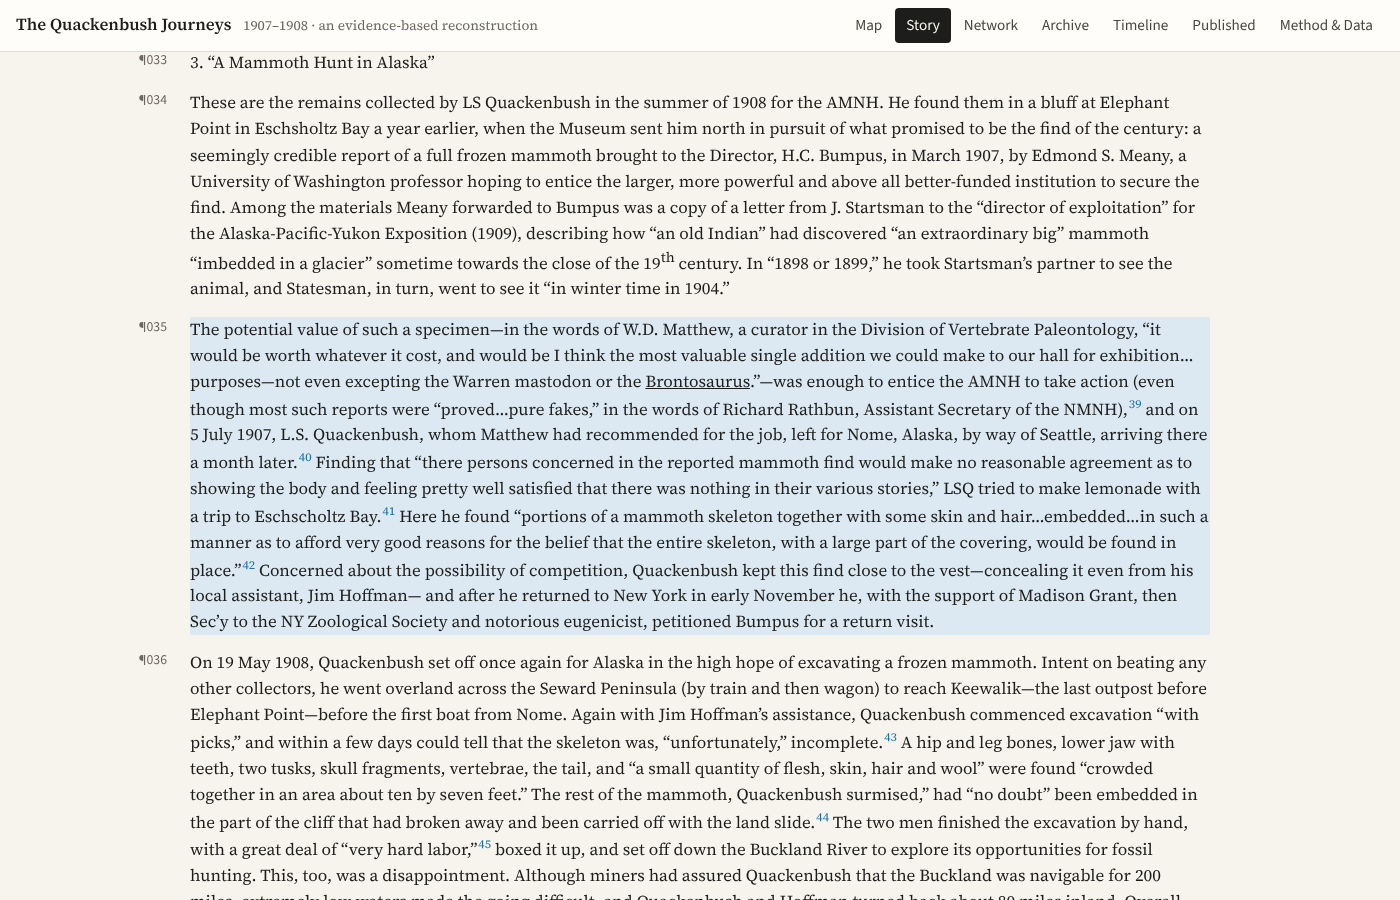 The Quackenbush Journeys 1907–1908 · an evidence-based reconstruction Map Story Network Archive Timeline Published Method & Data
¶033 3. “A Mammoth Hunt in Alaska”
¶034 These are the remains collected by LS Quackenbush in the summer of 1908 for the AMNH. He found them in a bluff at Elephant
Point in Eschsholtz Bay a year earlier, when the Museum sent him north in pursuit of what promised to be the find of the century: a
seemingly credible report of a full frozen mammoth brought to the Director, H.C. Bumpus, in March 1907, by Edmond S. Meany, a
University of Washington professor hoping to entice the larger, more powerful and above all better-funded institution to secure the
find. Among the materials Meany forwarded to Bumpus was a copy of a letter from J. Startsman to the “director of exploitation” for
the Alaska-Pacific-Yukon Exposition (1909), describing how “an old Indian” had discovered “an extraordinary big” mammoth
“imbedded in a glacier” sometime towards the close of the 19th century. In “1898 or 1899,” he took Startsman’s partner to see the
animal, and Statesman, in turn, went to see it “in winter time in 1904.”
¶035 The potential value of such a specimen—in the words of W.D. Matthew, a curator in the Division of Vertebrate Paleontology, “it
would be worth whatever it cost, and would be I think the most valuable single addition we could make to our hall for exhibition…
purposes—not even excepting the Warren mastodon or the Brontosaurus.”—was enough to entice the AMNH to take action (even
though most such reports were “proved…pure fakes,” in the words of Richard Rathbun, Assistant Secretary of the NMNH),39 and on
5 July 1907, L.S. Quackenbush, whom Matthew had recommended for the job, left for Nome, Alaska, by way of Seattle, arriving there
a month later.40 Finding that “there persons concerned in the reported mammoth find would make no reasonable agreement as to
showing the body and feeling pretty well satisfied that there was nothing in their various stories,” LSQ tried to make lemonade with
a trip to Eschscholtz Bay.41 Here he found “portions of a mammoth skeleton together with some skin and hair…embedded…in such a
manner as to afford very good reasons for the belief that the entire skeleton, with a large part of the covering, would be found in
place.”42 Concerned about the possibility of competition, Quackenbush kept this find close to the vest—concealing it even from his
local assistant, Jim Hoffman— and after he returned to New York in early November he, with the support of Madison Grant, then
Sec’y to the NY Zoological Society and notorious eugenicist, petitioned Bumpus for a return visit.
¶036 On 19 May 1908, Quackenbush set off once again for Alaska in the high hope of excavating a frozen mammoth. Intent on beating any
other collectors, he went overland across the Seward Peninsula (by train and then wagon) to reach Keewalik—the last outpost before
Elephant Point—before the first boat from Nome. Again with Jim Hoffman’s assistance, Quackenbush commenced excavation “with
picks,” and within a few days could tell that the skeleton was, “unfortunately,” incomplete.43 A hip and leg bones, lower jaw with
teeth, two tusks, skull fragments, vertebrae, the tail, and “a small quantity of flesh, skin, hair and wool” were found “crowded
together in an area about ten by seven feet.” The rest of the mammoth, Quackenbush surmised,” had “no doubt” been embedded in
the part of the cliff that had broken away and been carried off with the land slide.44 The two men finished the excavation by hand,
with a great deal of “very hard labor,”45 boxed it up, and set off down the Buckland River to explore its opportunities for fossil
hunting. This, too, was a disappointment. Although miners had assured Quackenbush that the Buckland was navigable for 200